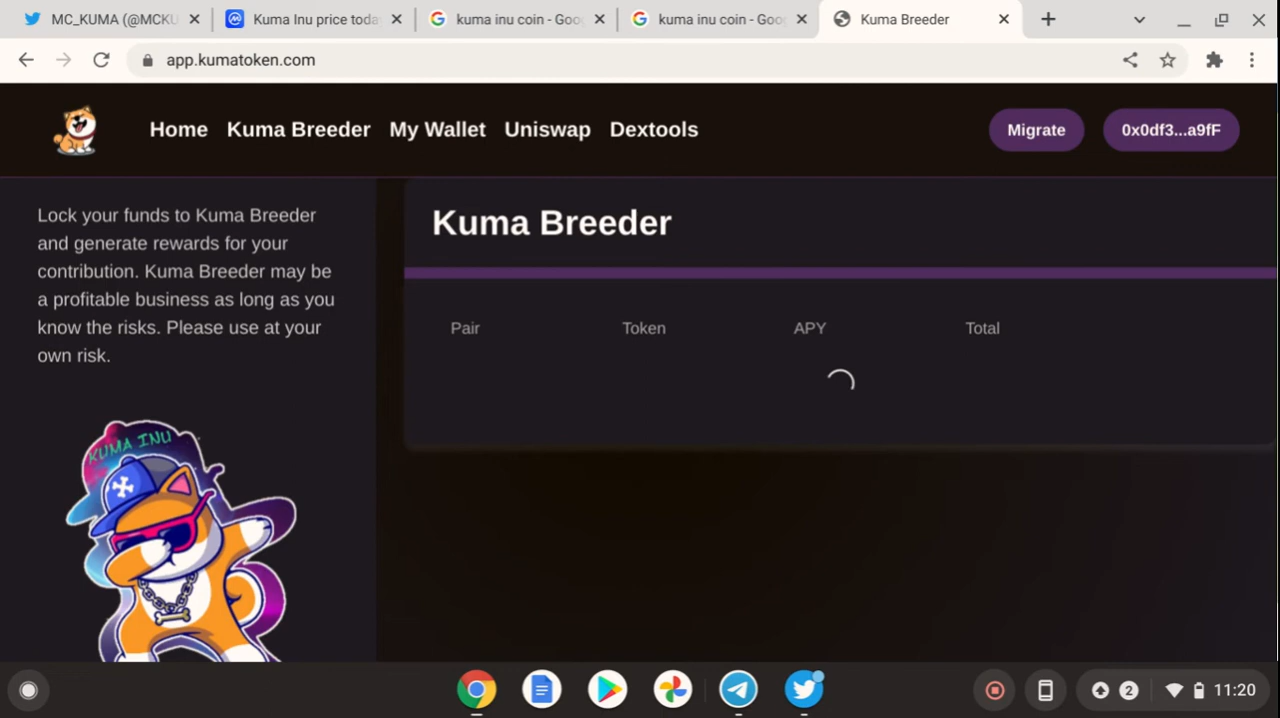 MC_KUMA (@MCKU
Kuma Inu price toda
kuma inu coin - Goo
kuma inu coin - Goo
Kuma Breeder
app.kumatoken.com
Home Kuma Breeder My Wallet Uniswap Dextools Migrate 0x0df3...a9fF
Lock your funds to Kuma Breeder
and generate rewards for your
contribution. Kuma Breeder may be
a profitable business as long as you
know the risks. Please use at your
own risk.
KUMA INU
Kuma Breeder
Pair Token APY Total
2 11:20